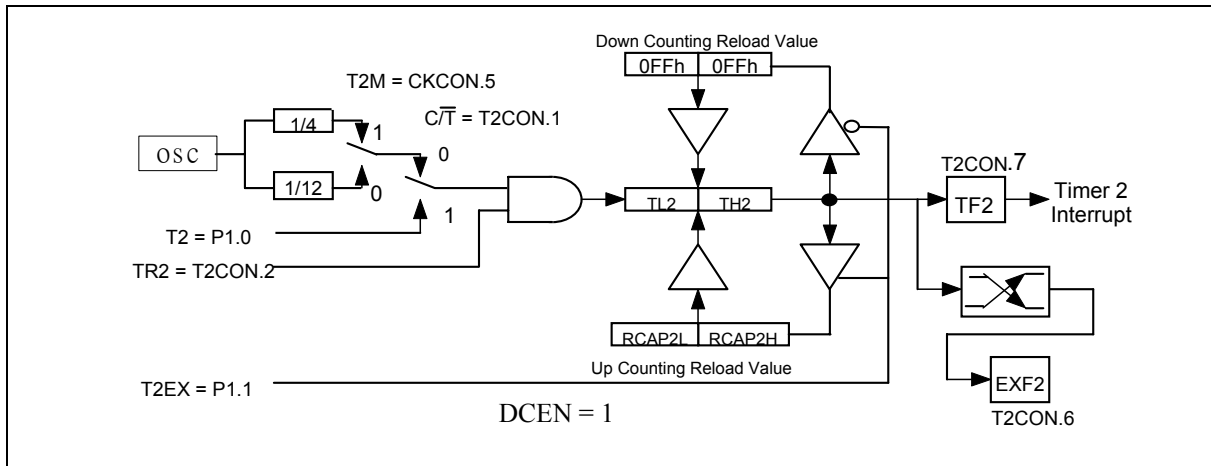 Down Counting Reload Value
0FFh 0FFh
T2M = CKCON.5
C/T̅ = T2CON.1
1/4
1
0
OSC
T2CON.7
1/12
0
TL2 TH2
TF2
Timer 2
Interrupt
1
T2 = P1.0
TR2 = T2CON.2
RCAP2L RCAP2H
Up Counting Reload Value
T2EX = P1.1
EXF2
DCEN = 1
T2CON.6